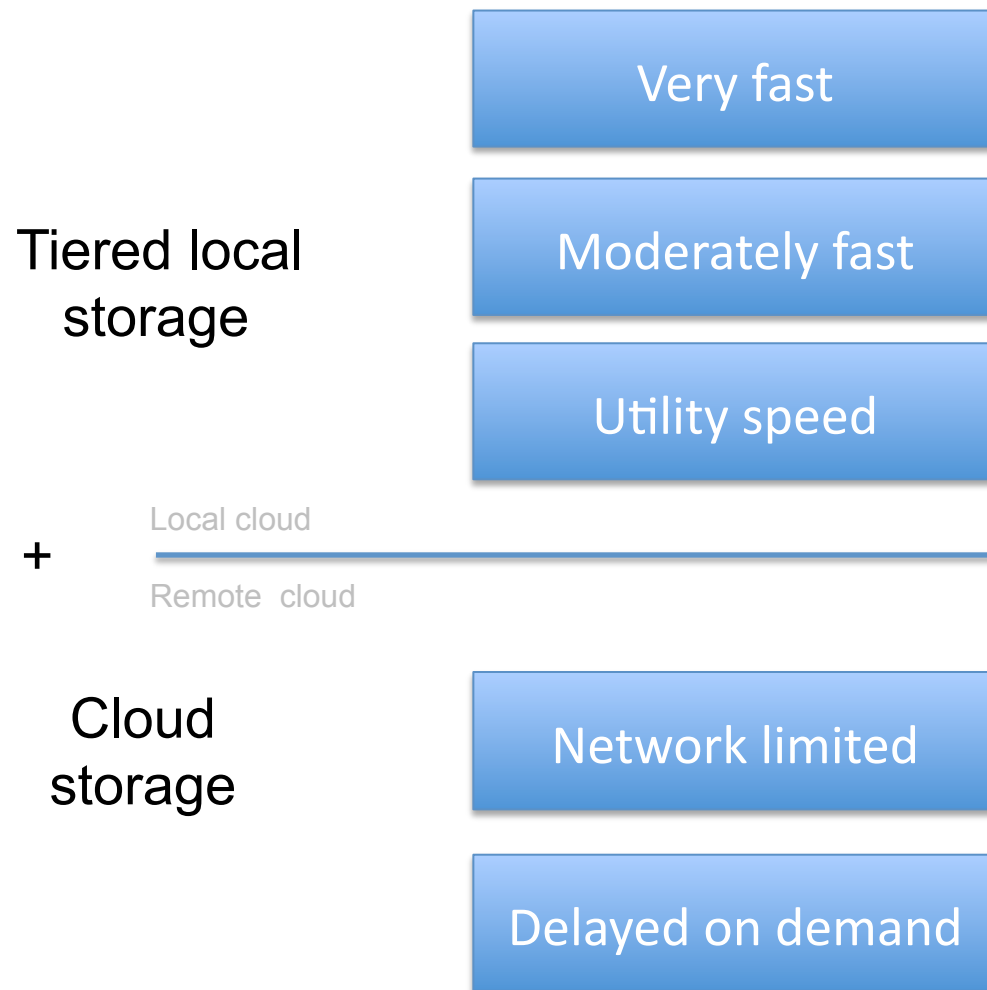 Very fast
Tiered local
storage
Moderately fast
Utility speed
Local cloud
+
Remote cloud
Cloud
storage
Network limited
Delayed on demand